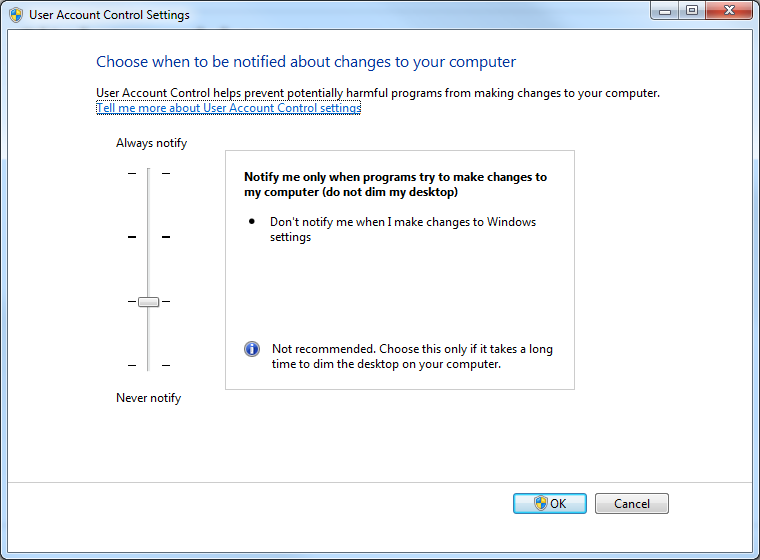 User Account Control Settings
Choose when to be notified about changes to your computer
User Account Control helps prevent potentially harmful programs from making changes to your computer.
Tell me more about User Account Control settings
Always notify
Notify me only when programs try to make changes to
my computer (do not dim my desktop)
• Don't notify me when I make changes to Windows
settings
Not recommended. Choose this only if it takes a long
time to dim the desktop on your computer.
Never notify
OK
Cancel